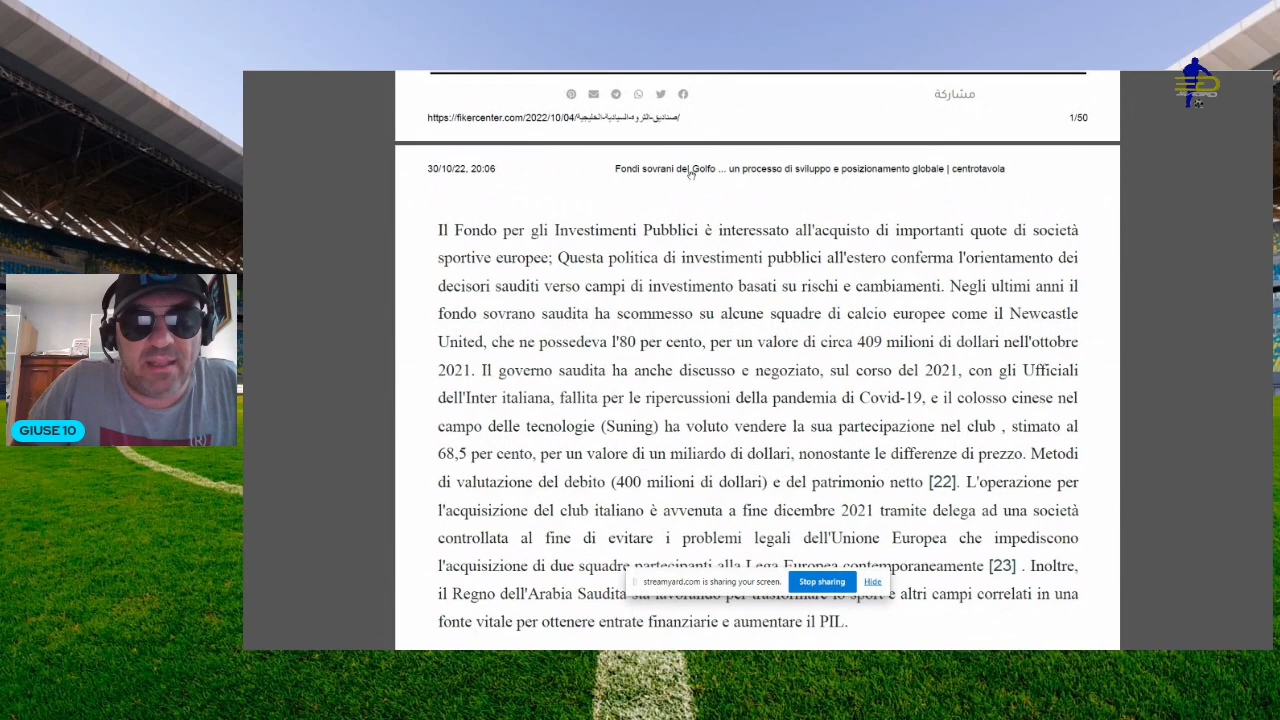 مشاركة
https://fikercenter.com/2022/10/04/صناديق-الثروة-السيادية-الخليجية/
1/50
30/10/22, 20:06
Fondi sovrani del Golfo ... un processo di sviluppo e posizionamento globale | centrotavola
Il Fondo per gli Investimenti Pubblici è interessato all'acquisto di importanti quote di società
sportive europee; Questa politica di investimenti pubblici all'estero conferma l'orientamento dei
decisori sauditi verso campi di investimento basati su rischi e cambiamenti. Negli ultimi anni il
fondo sovrano saudita ha scommesso su alcune squadre di calcio europee come il Newcastle
United, che ne possedeva l'80 per cento, per un valore di circa 409 milioni di dollari nell'ottobre
2021. Il governo saudita ha anche discusso e negoziato, sul corso del 2021, con gli Ufficiali
dell'Inter italiana, fallita per le ripercussioni della pandemia di Covid-19, e il colosso cinese nel
campo delle tecnologie (Suning) ha voluto vendere la sua partecipazione nel club , stimato al
68,5 per cento, per un valore di un miliardo di dollari, nonostante le differenze di prezzo. Metodi
di valutazione del debito (400 milioni di dollari) e del patrimonio netto [22]. L'operazione per
l'acquisizione del club italiano è avvenuta a fine dicembre 2021 tramite delega ad una società
controllata al fine di evitare i problemi legali dell'Unione Europea che impediscono
l'acquisizione di due squadre partecipanti alla Lega Europea contemporaneamente [23] . Inoltre,
il Regno dell'Arabia Saudita sta lavorando per trasformare lo sport e altri campi correlati in una
fonte vitale per ottenere entrate finanziarie e aumentare il PIL.
streamyard.com is sharing your screen.
Stop sharing
Hide
GIUSE 10